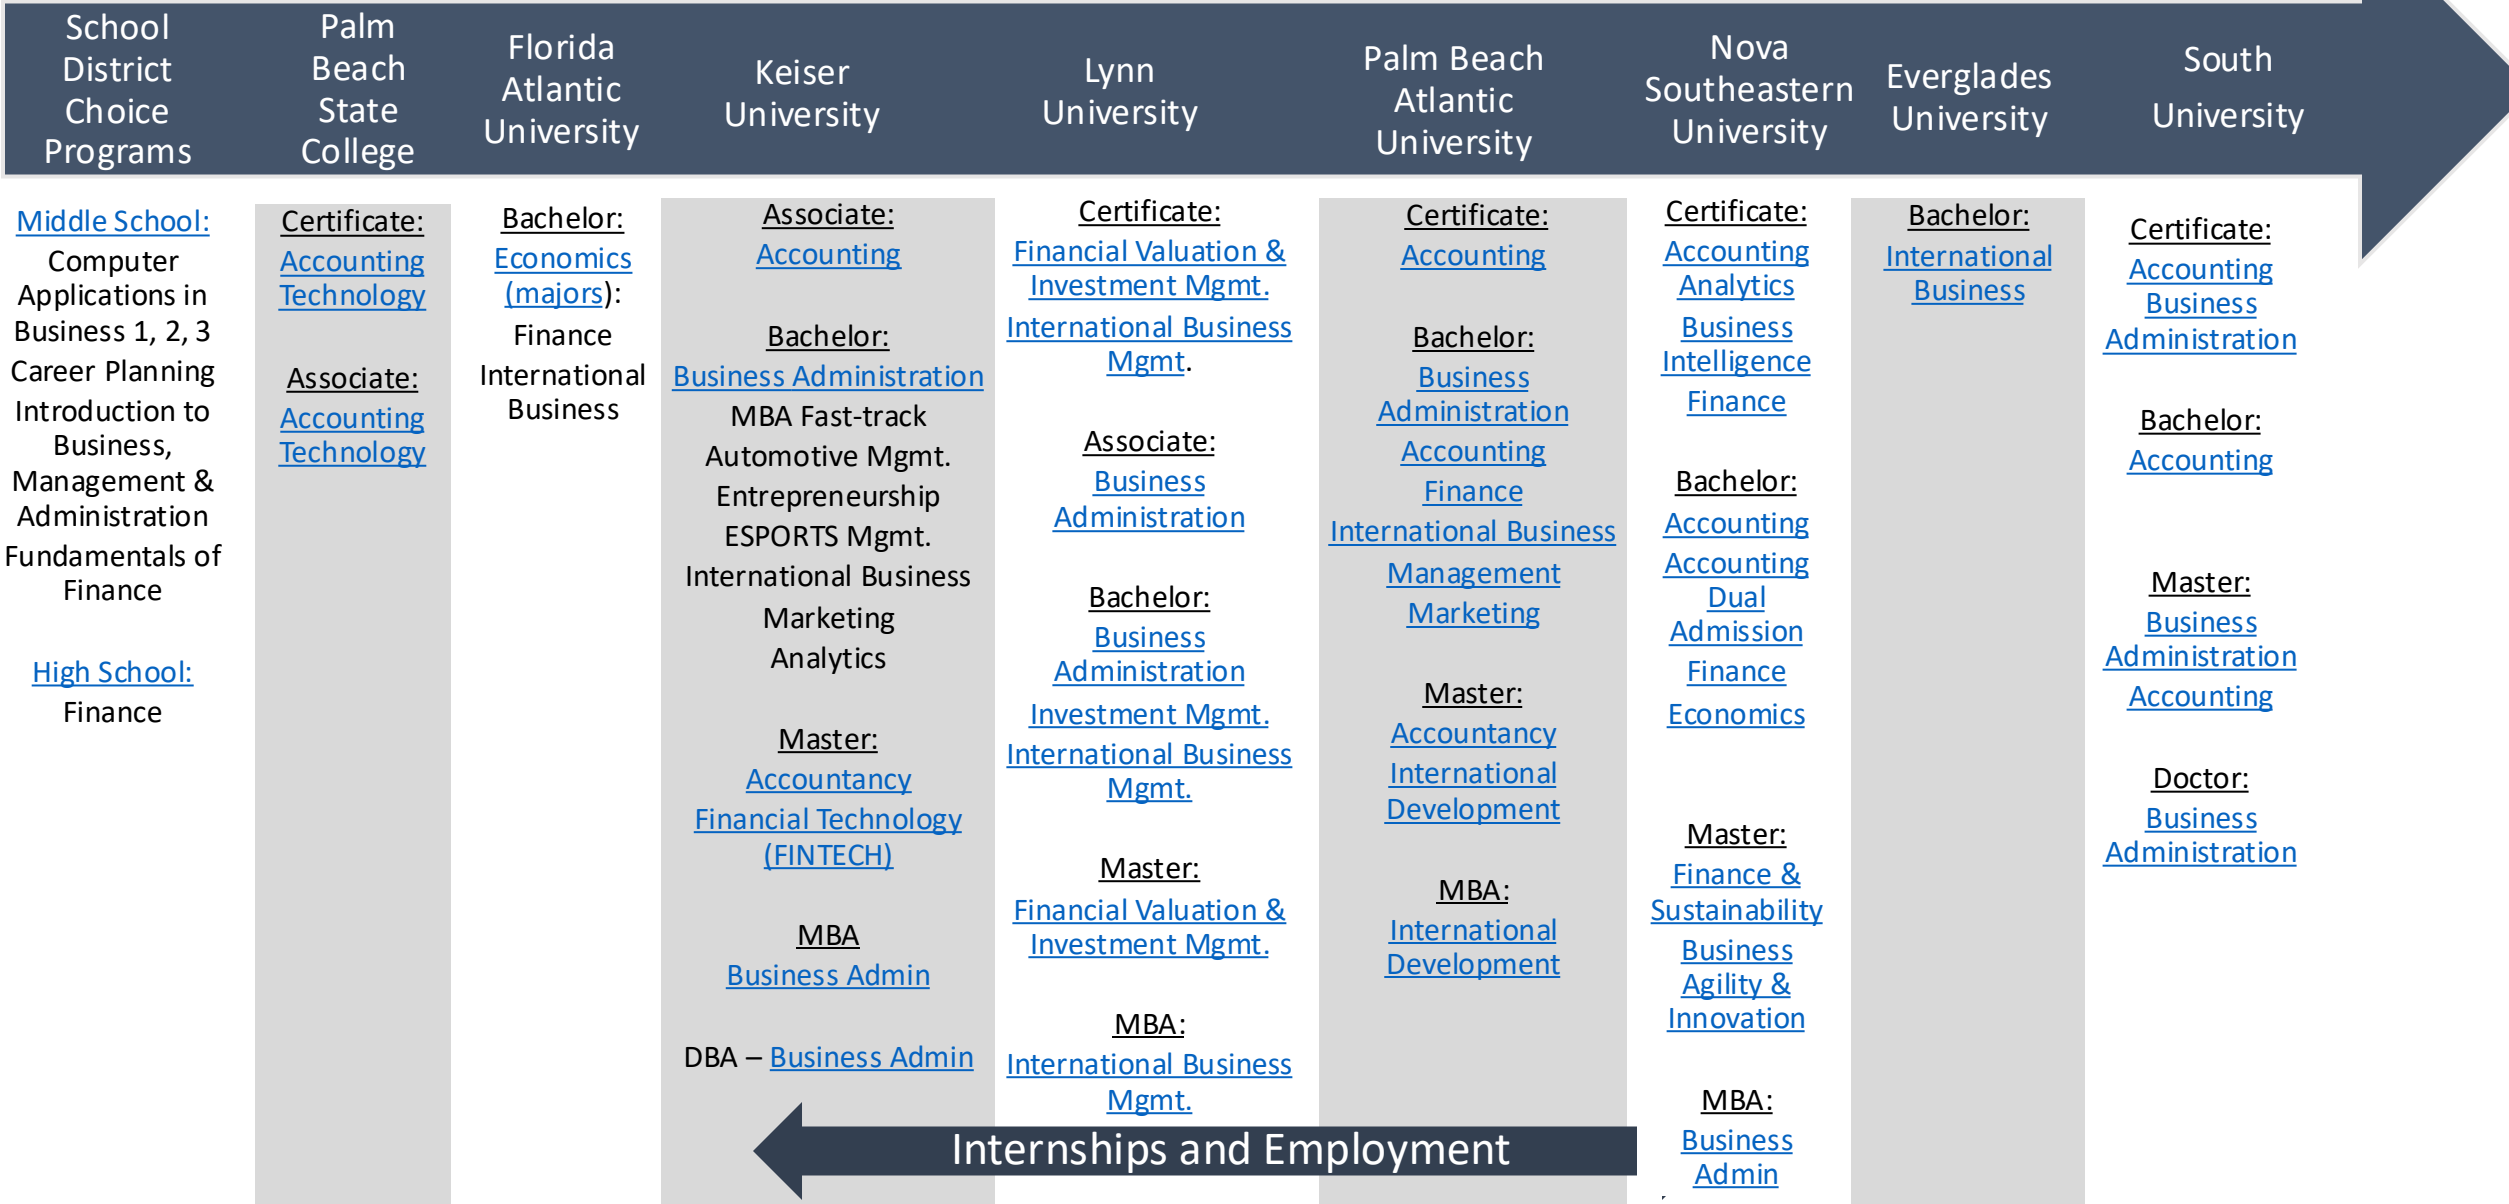 School
District
Choice
Programs
Palm
Beach
State
College
Florida
Atlantic
University
Keiser
University
Lynn
University
Palm Beach
Atlantic
University
Nova
Southeastern
University
Everglades
University
South
University
Middle School:
Computer
Applications in
Business 1, 2, 3
Career Planning
Introduction to
Business,
Management &
Administration
Fundamentals of
Finance
High School:
Finance
Certificate:
Accounting
Technology
Associate:
Accounting
Technology
Bachelor:
Economics
(majors):
Finance
International
Business
Associate:
Accounting
Bachelor:
Business Administration
MBA Fast-track
Automotive Mgmt.
Entrepreneurship
ESPORTS Mgmt.
International Business
Marketing
Analytics
Master:
Accountancy
Financial Technology
(FINTECH)
MBA
Business Admin
DBA – Business Admin
Certificate:
Financial Valuation &
Investment Mgmt.
International Business
Mgmt.
Associate:
Business
Administration
Bachelor:
Business
Administration
Investment Mgmt.
International Business
Mgmt.
Master:
Financial Valuation &
Investment Mgmt.
MBA:
International Business
Mgmt.
Certificate:
Accounting
Bachelor:
Business
Administration
Accounting
Finance
International Business
Management
Marketing
Master:
Accountancy
International
Development
MBA:
International
Development
Certificate:
Accounting
Analytics
Business
Intelligence
Finance
Bachelor:
Accounting
Accounting
Dual
Admission
Finance
Economics
Master:
Finance &
Sustainability
Business
Agility &
Innovation
MBA:
Business
Admin
Bachelor:
International
Business
Certificate:
Accounting
Business
Administration
Bachelor:
Accounting
Master:
Business
Administration
Accounting
Doctor:
Business
Administration
Internships and Employment